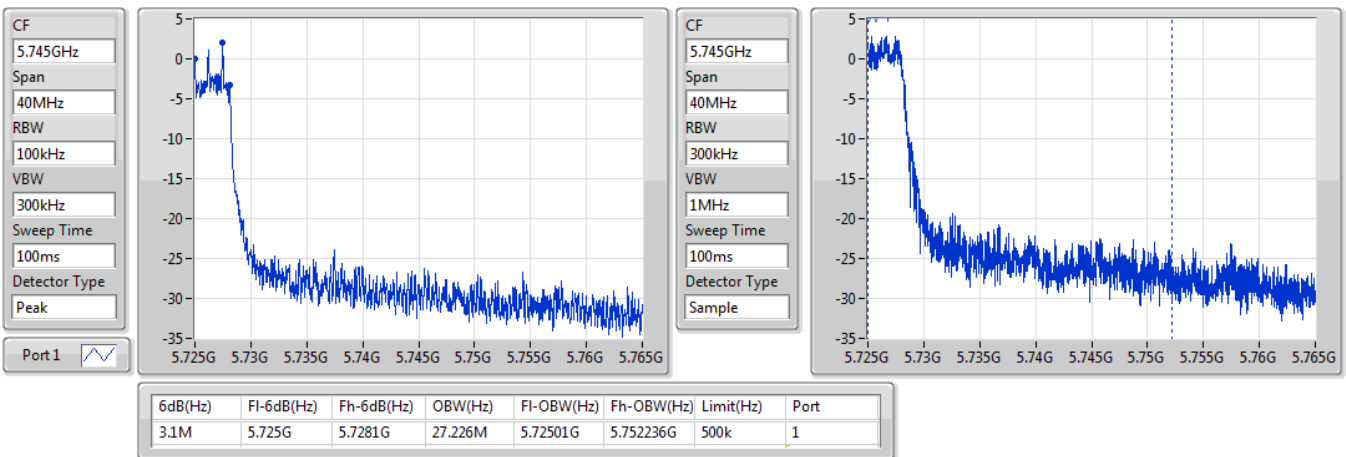 CF
5.745GHz
Span
40MHz
RBW
100kHz
VBW
300kHz
Sweep Time
100ms
Detector Type
Peak
Port 1
5
0
-5
-10
-15
-20
-25
-30
-35
5.725G 5.73G 5.735G 5.74G 5.745G 5.75G 5.755G 5.76G 5.765G
CF
5.745GHz
Span
40MHz
RBW
300kHz
VBW
1MHz
Sweep Time
100ms
Detector Type
Sample
5
0
-5
-10
-15
-20
-25
-30
-35
5.725G 5.73G 5.735G 5.74G 5.745G 5.75G 5.755G 5.76G 5.765G
6dB(Hz) Fl-6dB(Hz) Fh-6dB(Hz) OBW(Hz) Fl-OBW(Hz) Fh-OBW(Hz) Limit(Hz) Port
3.1M 5.725G 5.7281G 27.226M 5.72501G 5.752236G 500k 1